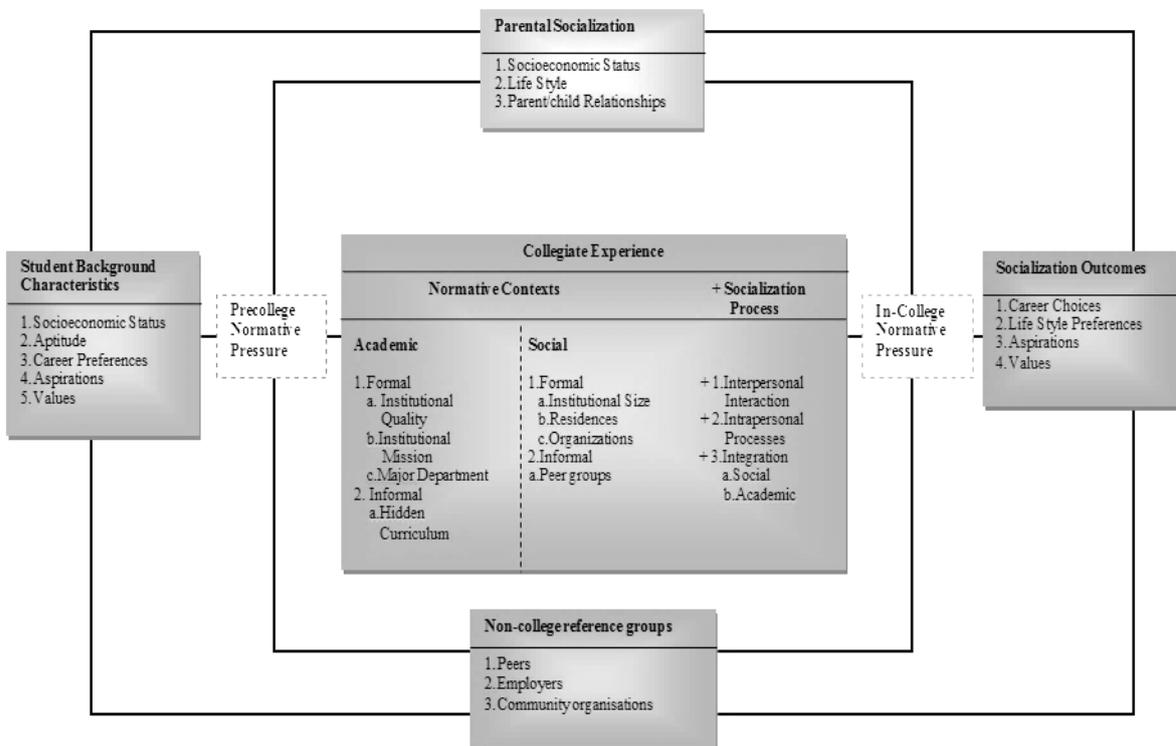 Parental Socialization
1.Socioeconomic Status
2.Life Style
3.Parent/child Relationships
Student Background
Characteristics
1.Socioeconomic Status
2.Aptitude
3.Career Preferences
4.Aspirations
5.Values
Precollege
Normative
Pressure
Collegiate Experience
Normative Contexts
+ Socialization
Process
Academic
1.Formal
a. Institutional
Quality
b.Institutional
Mission
c.Major Department
2. Informal
a.Hidden
Curriculum
Social
1.Formal
a.Institutional Size
b.Residences
c.Organizations
2.Informal
a.Peer groups
+ 1.Interpersonal
Interaction
+ 2.Intrapersonal
Processes
+ 3.Integration
a.Social
b.Academic
In-College
Normative
Pressure
Socialization Outcomes
1.Career Choices
2.Life Style Preferences
3.Aspirations
4.Values
Non-college reference groups
1.Peers
2.Employers
3.Community organisations